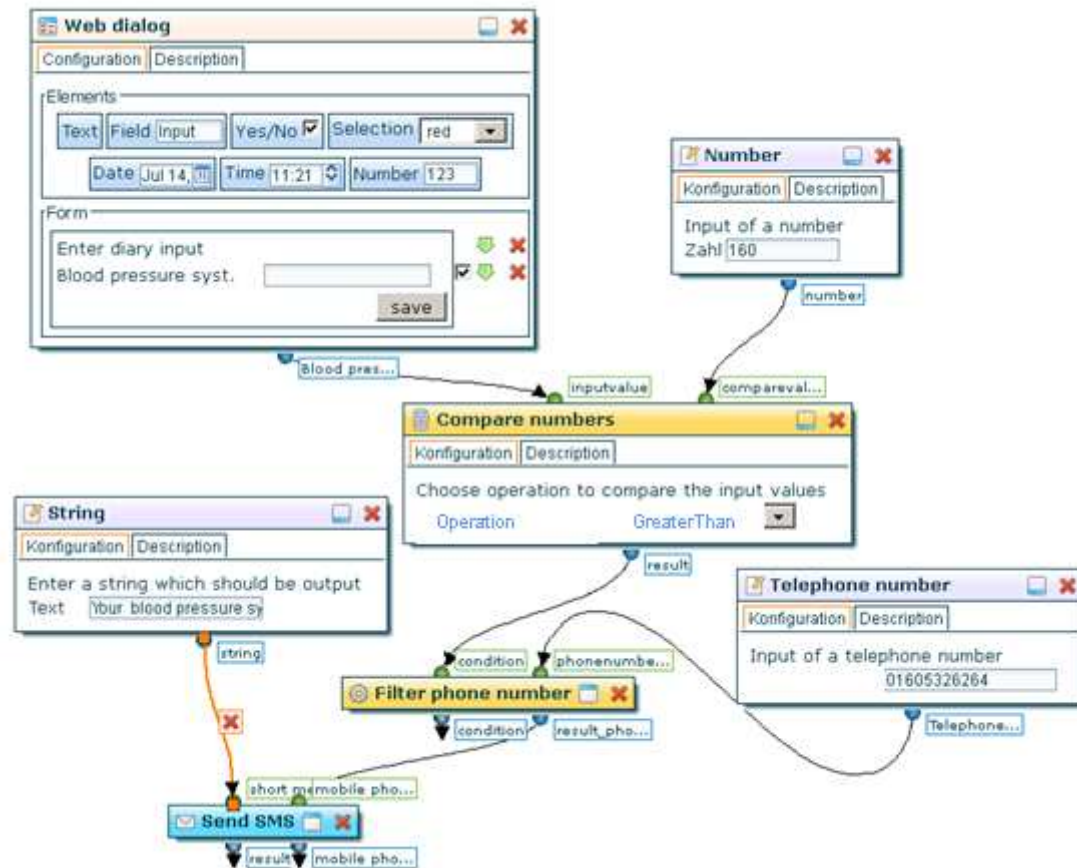 Web dialog
Configuration Description
Elements
Text Field Input Yes/No Selection red
Date Jul 14, Time 11:21 Number 123
Form
Enter diary input
Blood pressure syst.
save
Blood pres...
Number
Konfiguration Description
Input of a number
Zahl 160
number
inputvalue compareval...
Compare numbers
Konfiguration Description
Choose operation to compare the input values
Operation GreaterThan
result
String
Konfiguration Description
Enter a string which should be output
Text Your blood pressure sy
string
Telephone number
Konfiguration Description
Input of a telephone number
01605326264
Telephone...
condition phonenumbe...
Filter phone number
condition result_pho...
short me mobile pho...
Send SMS
result mobile pho...